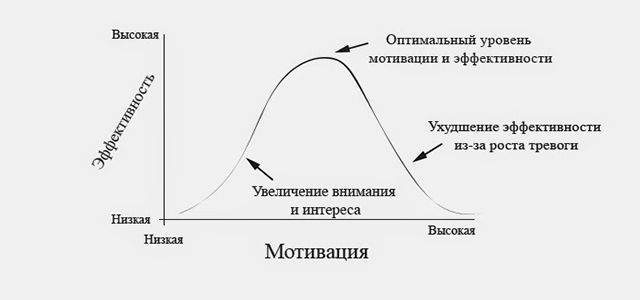 Высокая
Оптимальный уровень
мотивации и эффективности
Эффективность
Ухудшение эффективности
из-за роста тревоги
Увеличение внимания
и интереса
Низкая
Низкая
Высокая
Мотивация